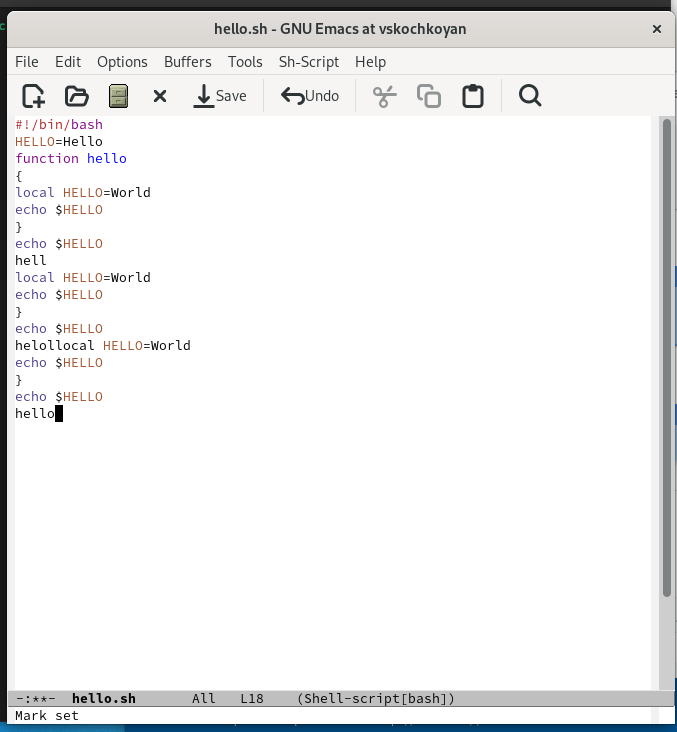 hello.sh - GNU Emacs at vskochkoyan
File Edit Options Buffers Tools Sh-Script Help
Save Undo
#!/bin/bash
HELLO=Hello
function hello
{
local HELLO=World
echo $HELLO
}
echo $HELLO
hell
local HELLO=World
echo $HELLO
}
echo $HELLO
helollocal HELLO=World
echo $HELLO
}
echo $HELLO
hello
-:**- hello.sh All L18 (Shell-script[bash])
Mark set